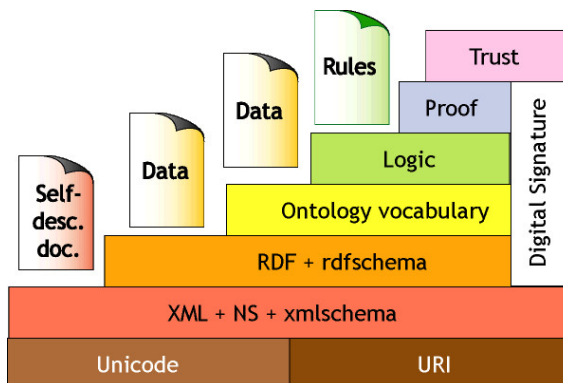 Rules
Trust
Data
Proof
Data
Logic
Self-
desc.
doc.
Ontology vocabulary
Digital Signature
RDF + rdfschema
XML + NS + xmlschema
Unicode
URI